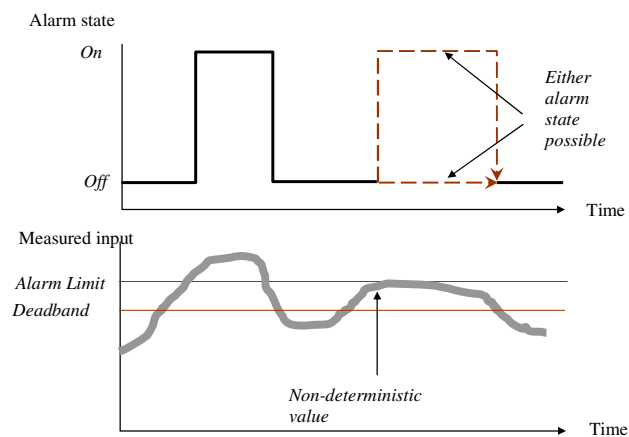 Alarm state
On
Either
alarm
state
possible
Off
Time
Measured input
Alarm Limit
Deadband
Non-deterministic
value
Time